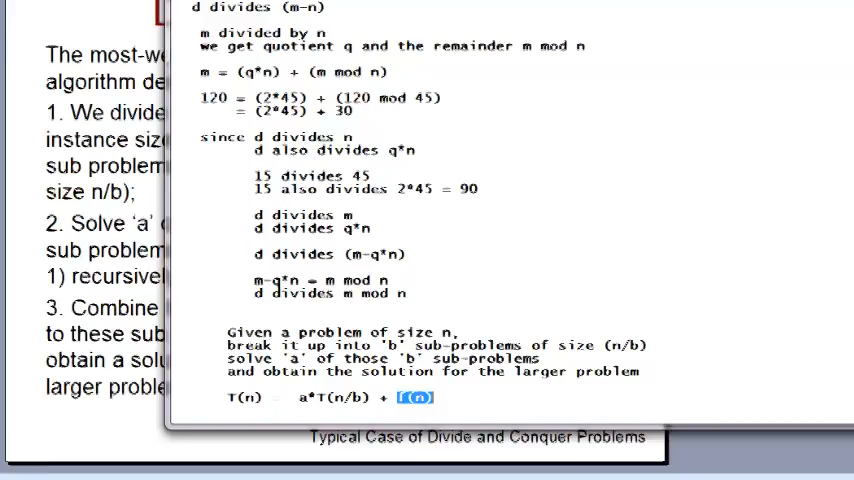 d divides (m-n)
m divided by n
we get quotient q and the remainder m mod n
m = (q*n) + (m mod n)
120 = (2*45) + (120 mod 45)
= (2*45) + 30
since d divides n
d also divides q*n
15 divides 45
15 also divides 2*45 = 90
d divides m
d divides q*n
d divides (m-q*n)
m-q*n = m mod n
d divides m mod n
Given a problem of size n,
break it up into 'b' sub-problems of size (n/b)
solve 'a' of those 'b' sub-problems
and obtain the solution for the larger problem
T(n) = a*T(n/b) + f(n)
The most-we
algorithm de
1. We divide
instance siz
sub problem
size n/b);
2. Solve 'a'
sub problem
1) recursivel
3. Combine
to these sub
obtain a solu
larger proble
Typical Case of Divide and Conquer Problems